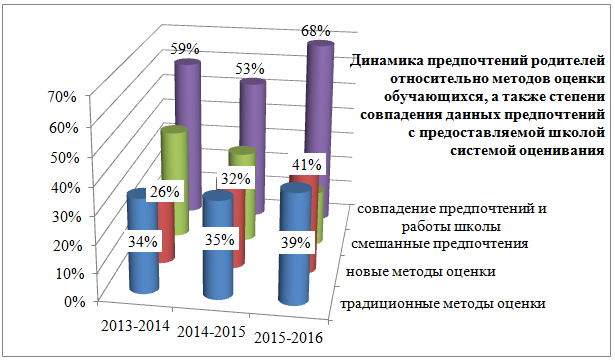 Динамика предпочтений родителей
относительно методов оценки
обучающихся, а также степени
совпадения данных предпочтений
с предоставляемой школой
системой оценивания
59%
53%
68%
70%
60%
50%
40%
30%
20%
10%
0%
26%
32%
41%
34%
35%
39%
совпадение предпочтений и
работы школы
смешанные предпочтения
новые методы оценки
традиционные методы оценки
2013-2014
2014-2015
2015-2016